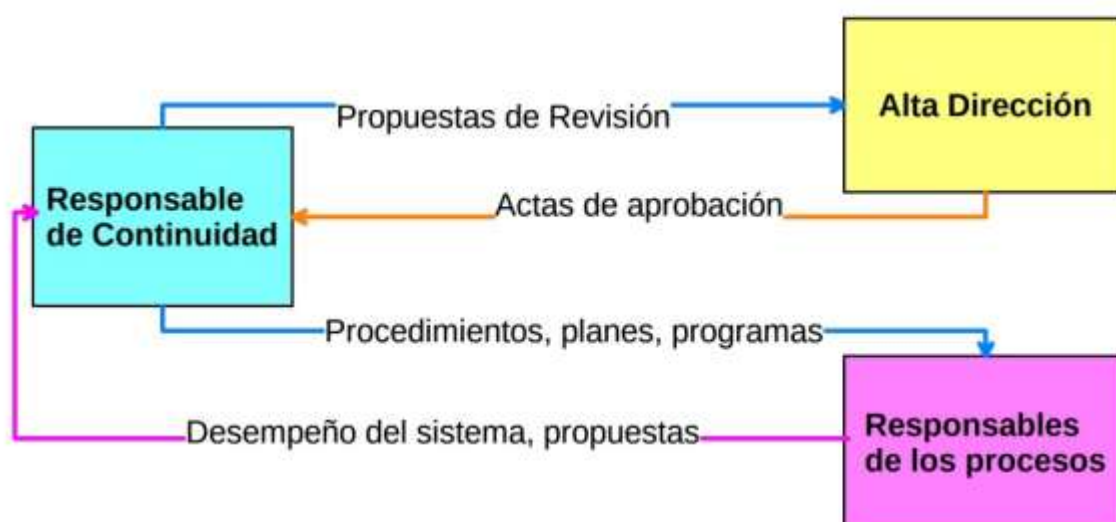 Propuestas de Revisión
Alta Dirección
Responsable
de Continuidad
Actas de aprobación
Procedimientos, planes, programas
Desempeño del sistema, propuestas
Responsables
de los procesos